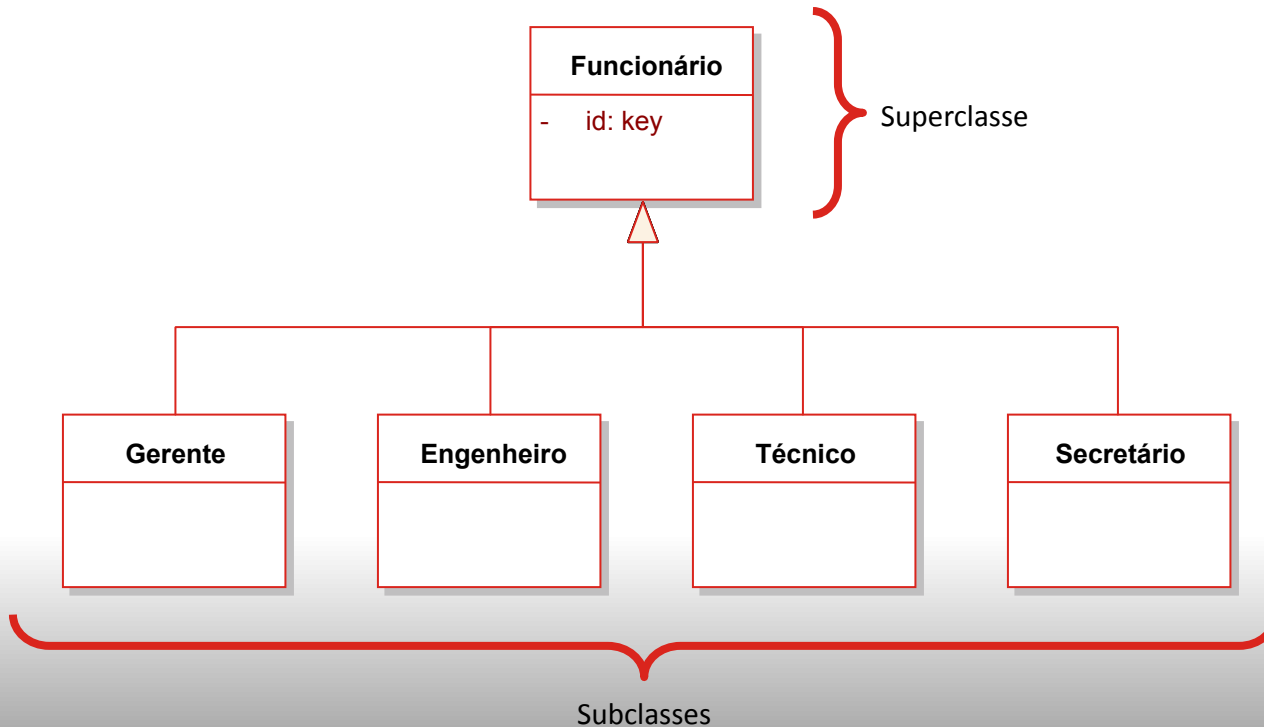 Funcionário
- id: key
Superclasse
Gerente
Engenheiro
Técnico
Secretário
Subclasses